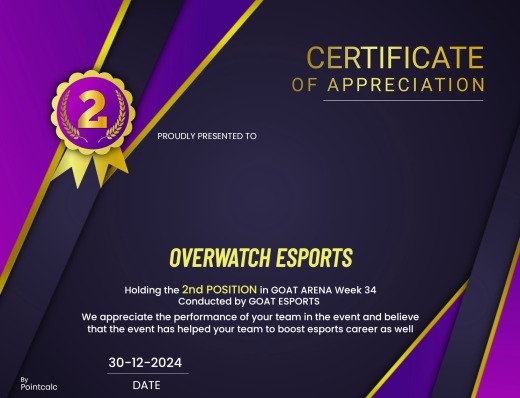 CERTIFICATE
OF APPRECIATION
2
PROUDLY PRESENTED TO
OVERWATCH ESPORTS
Holding the 2nd POSITION in GOAT ARENA Week 34
Conducted by GOAT ESPORTS
We appreciate the performance of your team in the event and believe
that the event has helped your team to boost esports career as well
30-12-2024
DATE
By
Pointcalc